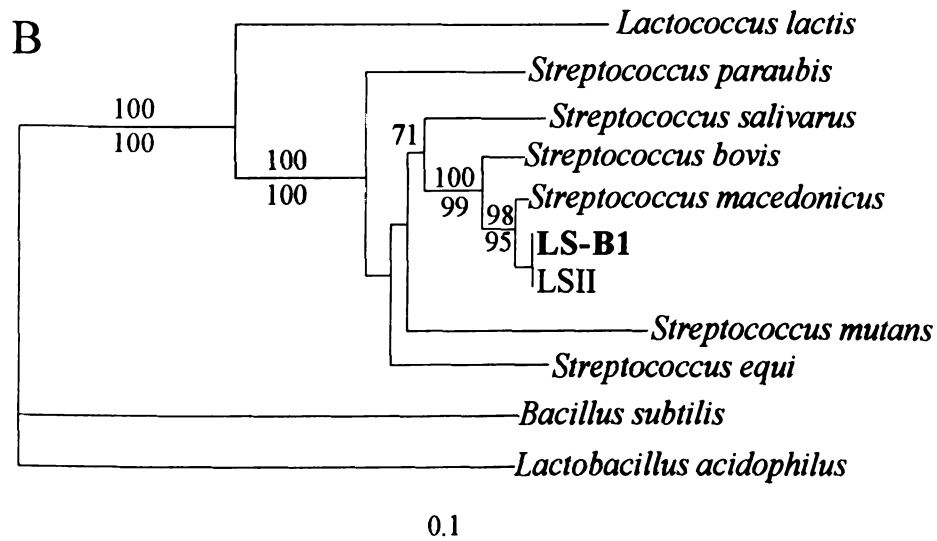 B
Lactococcus lactis
Streptococcus paraubis
100
100
Streptococcus salivarus
71
Streptococcus bovis
100
100
100
99
Streptococcus macedonicus
98
95
LS-B1
LSII
Streptococcus mutans
Streptococcus equi
Bacillus subtilis
Lactobacillus acidophilus
0.1